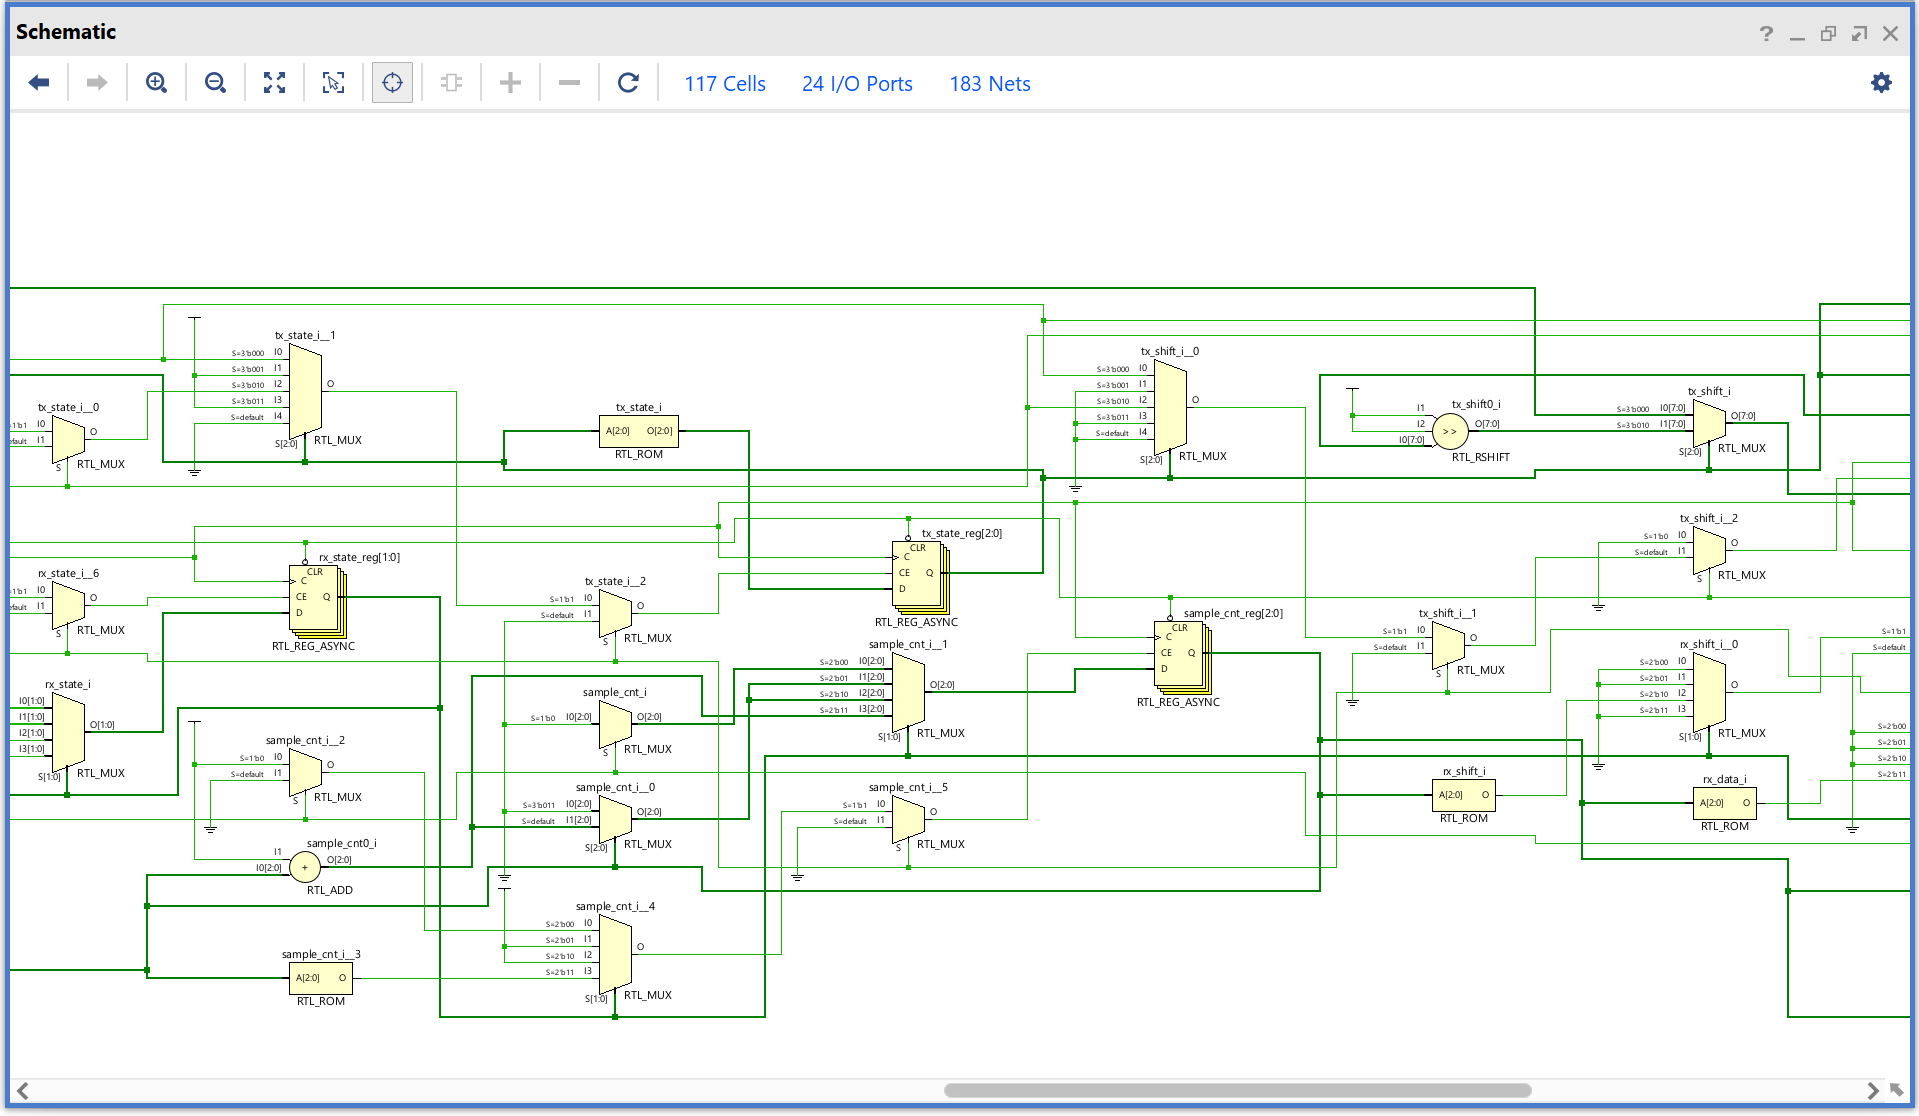 Schematic
117 Cells 24 I/O Ports 183 Nets
tx_state_i__1
S=3'b000 I0
S=3'b001 I1
S=3'b010 I2
S=3'b011 I3
S=default I4
S[2:0]
O
RTL_MUX
tx_state_i__0
I0
I1
S
O
RTL_MUX
tx_state_i
A[2:0] O[2:0]
RTL_ROM
tx_shift_i__0
S=3'b000 I0
S=3'b001 I1
S=3'b010 I2
S=3'b011 I3
S=default I4
S[2:0]
O
RTL_MUX
tx_shift0_i
I1
I2
I0[7:0]
>>
O[7:0]
RTL_RSHIFT
tx_shift_i
S=3'b000 I0[7:0]
S=3'b010 I1[7:0]
S[2:0]
O[7:0]
RTL_MUX
rx_state_i__6
I0
I1
S
O
RTL_MUX
rx_state_reg[1:0]
CLR
C
CE
D
Q
RTL_REG_ASYNC
tx_state_i__2
S=1'b1 I0
S=default I1
S
O
RTL_MUX
tx_state_reg[2:0]
CLR
C
CE
D
Q
RTL_REG_ASYNC
sample_cnt_reg[2:0]
CLR
C
CE
D
Q
RTL_REG_ASYNC
tx_shift_i__2
S=1'b0 I0
S=default I1
S
O
RTL_MUX
tx_shift_i__1
S=1'b1 I0
S=default I1
S
O
RTL_MUX
rx_shift_i__0
S=2'b00 I0
S=2'b01 I1
S=2'b10 I2
S=2'b11 I3
S[1:0]
O
RTL_MUX
S=1'b1
S=default
S=2'b00
S=2'b01
S=2'b10
S=2'b11
rx_state_i
I0[1:0]
I1[1:0]
I2[1:0]
I3[1:0]
S[1:0]
O[1:0]
RTL_MUX
sample_cnt_i__2
S=1'b0 I0
S=default I1
S
O
RTL_MUX
sample_cnt_i
S=1'b0 I0[2:0]
S
O[2:0]
RTL_MUX
sample_cnt_i__1
S=2'b00 I0[2:0]
S=2'b01 I1[2:0]
S=2'b10 I2[2:0]
S=2'b11 I3[2:0]
S[1:0]
O[2:0]
RTL_MUX
sample_cnt_i__0
S=3'b011 I0[2:0]
S=default I1[2:0]
S[2:0]
O[2:0]
RTL_MUX
sample_cnt_i__5
S=1'b1 I0
S=default I1
S
O
RTL_MUX
rx_shift_i
A[2:0] O
RTL_ROM
rx_data_i
A[2:0] O
RTL_ROM
sample_cnt0_i
I1
I0[2:0]
+
O[2:0]
RTL_ADD
sample_cnt_i__4
S=2'b00 I0
S=2'b01 I1
S=2'b10 I2
S=2'b11 I3
S[1:0]
O
RTL_MUX
sample_cnt_i__3
A[2:0] O
RTL_ROM